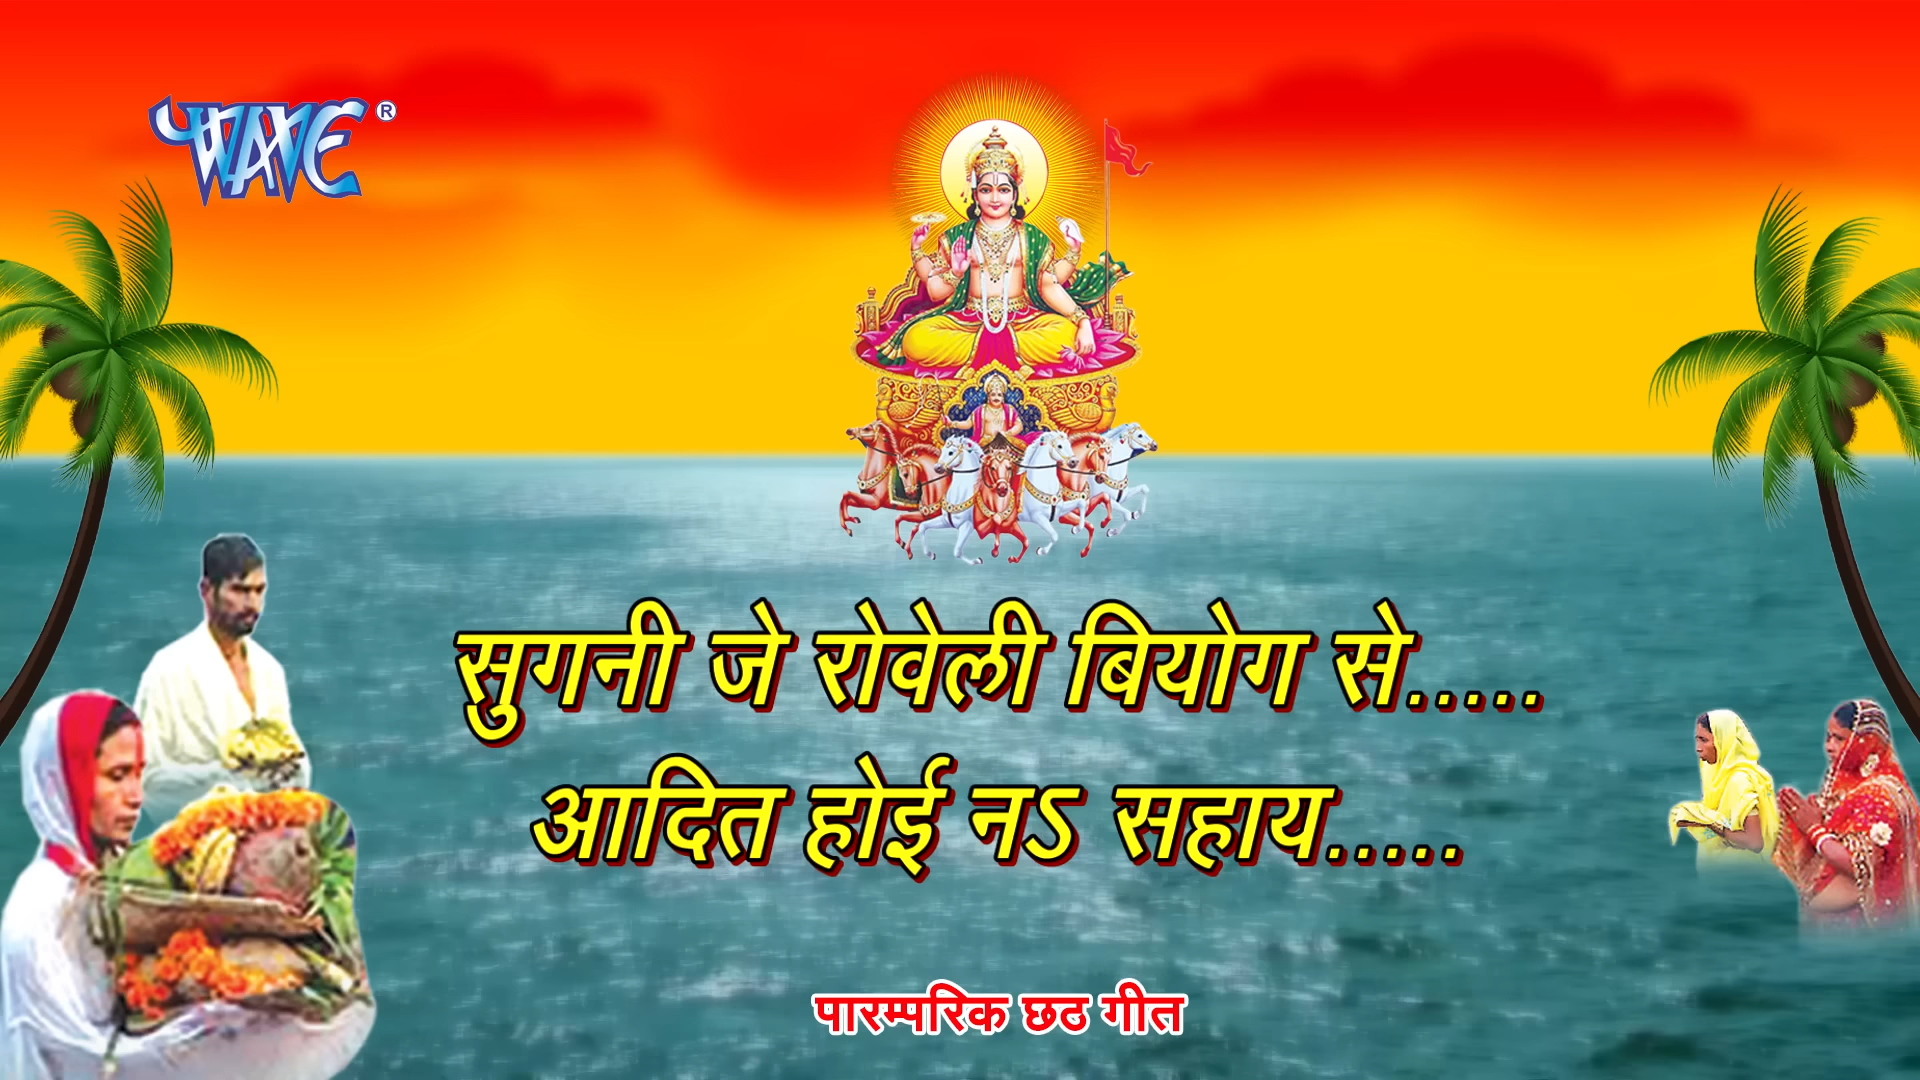 WAVE®
सुगनी जे रोवेली बियोग से.....
आदित होई नऽ सहाय.....
पारम्परिक छठ गीत